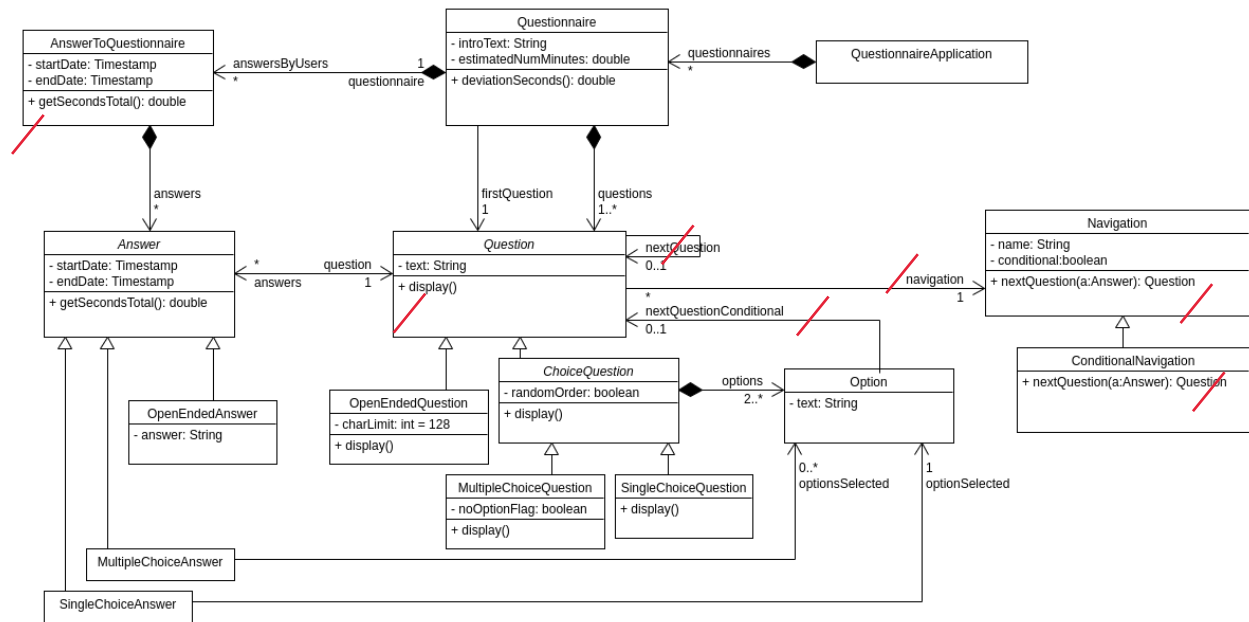 Questionnaire
- introText: String
- estimatedNumMinutes: double
+ deviationSeconds(): double
AnswerToQuestionnaire
- startDate: Timestamp
- endDate: Timestamp
+ getSecondsTotal(): double
answersByUsers
*
1
questionnaire
questionnaires
*
QuestionnaireApplication
answers
*
firstQuestion
1
questions
1..*
Answer
- startDate: Timestamp
- endDate: Timestamp
+ getSecondsTotal(): double
*
answers
question
1
Question
- text: String
+ display()
nextQuestion
0..1
*
navigation
1
nextQuestionConditional
0..1
Navigation
- name: String
- conditional:boolean
+ nextQuestion(a:Answer): Question
ConditionalNavigation
+ nextQuestion(a:Answer): Question
ChoiceQuestion
- randomOrder: boolean
+ display()
options
2..*
Option
- text: String
OpenEndedAnswer
- answer: String
OpenEndedQuestion
- charLimit: int = 128
+ display()
MultipleChoiceQuestion
- noOptionFlag: boolean
+ display()
SingleChoiceQuestion
+ display()
0..*
optionsSelected
1
optionSelected
MultipleChoiceAnswer
SingleChoiceAnswer